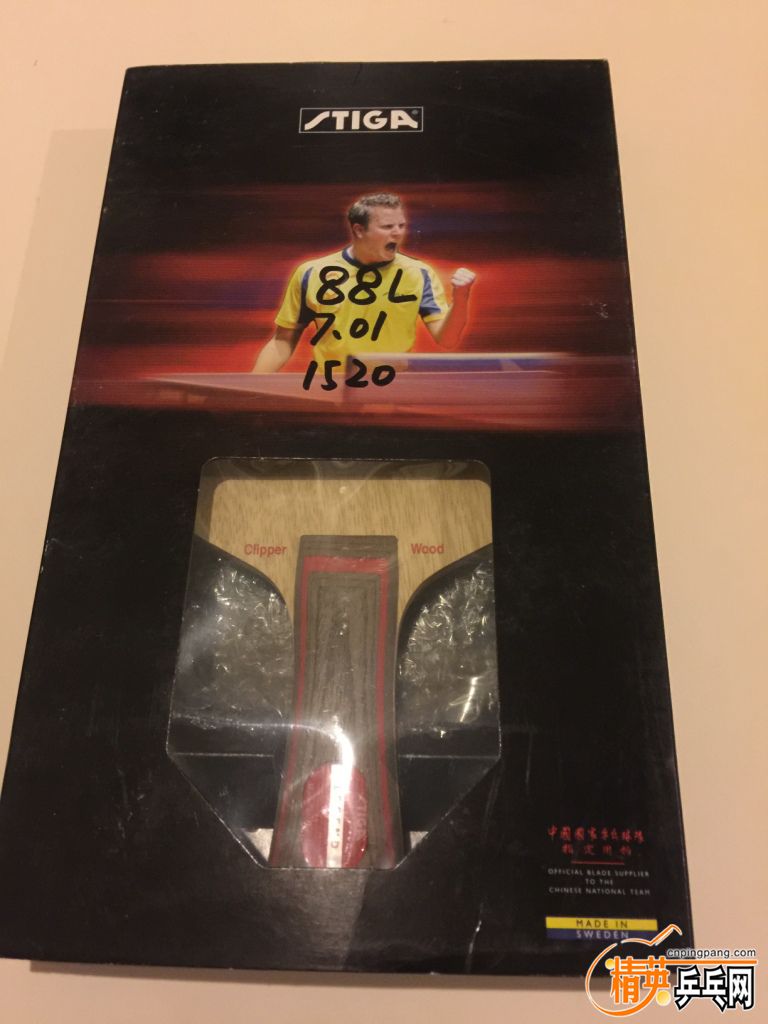 STIGA
88L
7.01
1520
Clipper Wood
中國國家乒乓球隊
指定用的
OFFICIAL BLADE SUPPLIER
TO THE
CHINESE NATIONAL TEAM
MADE IN
SWEDEN
cnpingpang.com
精英乒乓网